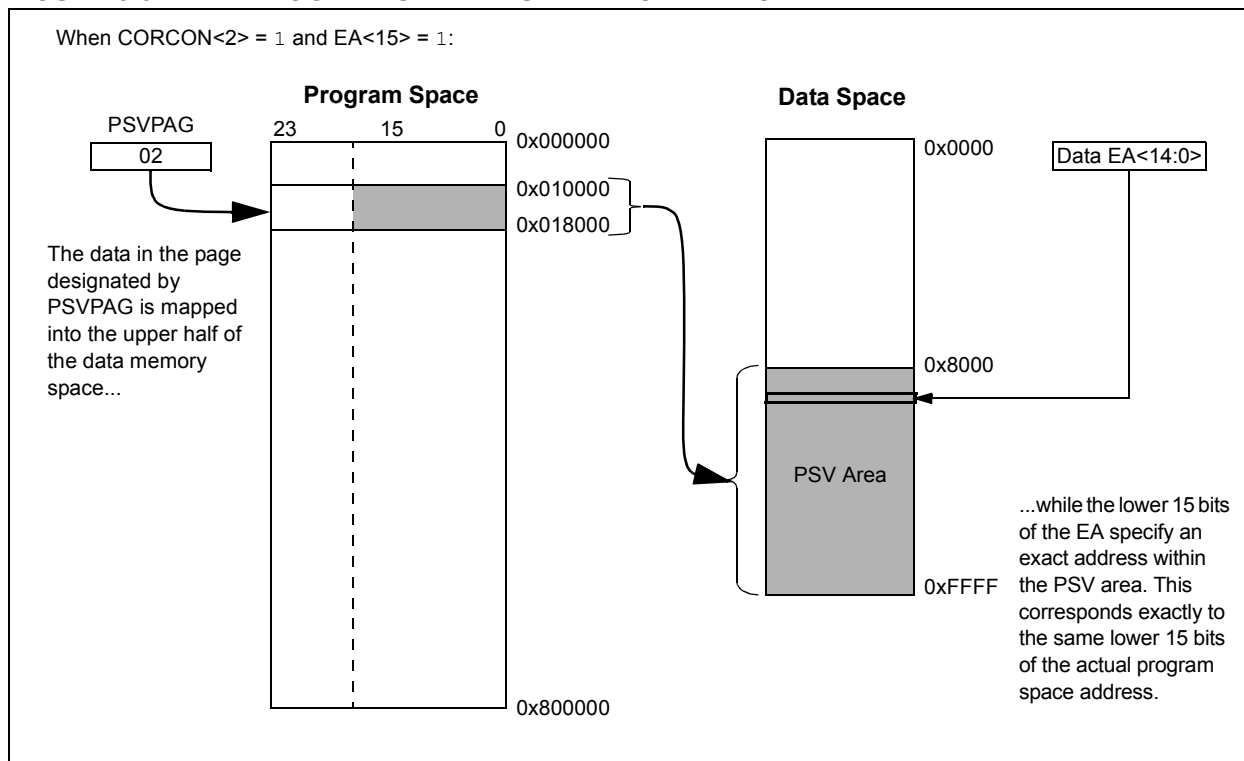 When CORCON<2> = 1 and EA<15> = 1:
Program Space
Data Space
PSVPAG
02
23 15 0
0x000000
0x010000
0x018000
0x800000
The data in the page
designated by
PSVPAG is mapped
into the upper half of
the data memory
space...
0x0000
0x8000
0xFFFF
PSV Area
Data EA<14:0>
...while the lower 15 bits
of the EA specify an
exact address within
the PSV area. This
corresponds exactly to
the same lower 15 bits
of the actual program
space address.